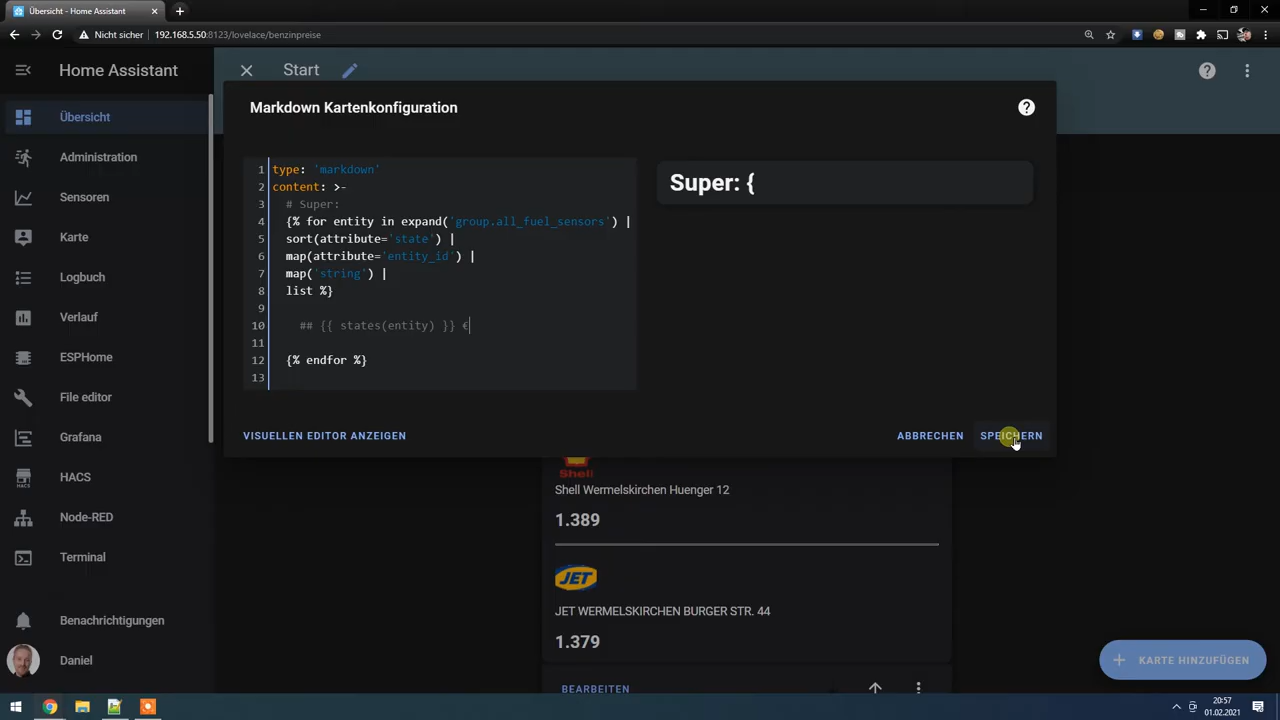 Übersicht - Home Assistant
Nicht sicher
192.168.5.50:8123/lovelace/benzinpreise
Home Assistant
Start
Übersicht
Administration
Sensoren
Karte
Logbuch
Verlauf
ESPHome
File editor
Grafana
HACS
Node-RED
Terminal
Benachrichtigungen
Daniel
Markdown Kartenkonfiguration
1 type: 'markdown'
2 content: >-
3 # Super:
4 {% for entity in expand('group.all_fuel_sensors') |
5 sort(attribute='state') |
6 map(attribute='entity_id') |
7 map('string') |
8 list %}
9
10 ## {{ states(entity) }} €
11
12 {% endfor %}
13
Super: {
VISUELLEN EDITOR ANZEIGEN
ABBRECHEN
SPEICHERN
Shell
Shell Wermelskirchen Huenger 12
1.389
JET
JET WERMELSKIRCHEN BURGER STR. 44
1.379
BEARBEITEN
KARTE HINZUFÜGEN
20:57
01.02.2021